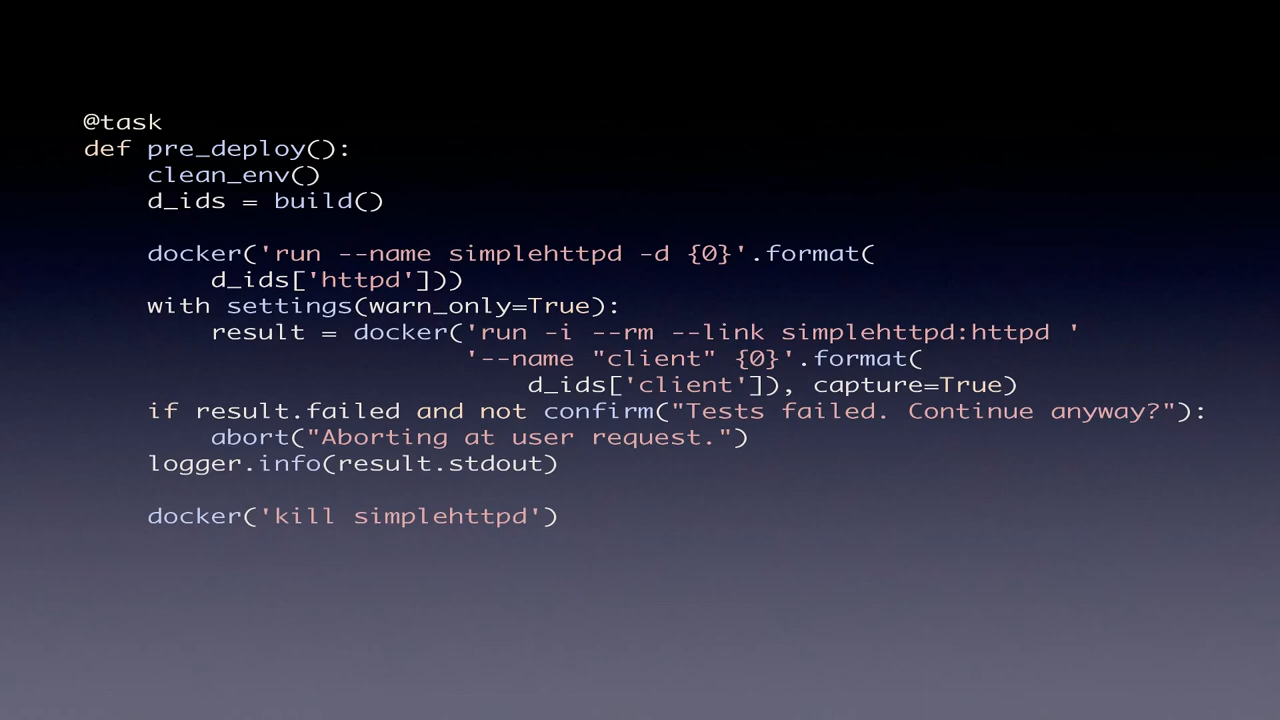 @task
def pre_deploy():
    clean_env()
    d_ids = build()

    docker('run --name simplehttpd -d {0}'.format(
        d_ids['httpd']))
    with settings(warn_only=True):
        result = docker('run -i --rm --link simplehttpd:httpd '
                        '--name "client" {0}'.format(
                            d_ids['client']), capture=True)
    if result.failed and not confirm("Tests failed. Continue anyway?"):
        abort("Aborting at user request.")
    logger.info(result.stdout)

    docker('kill simplehttpd')